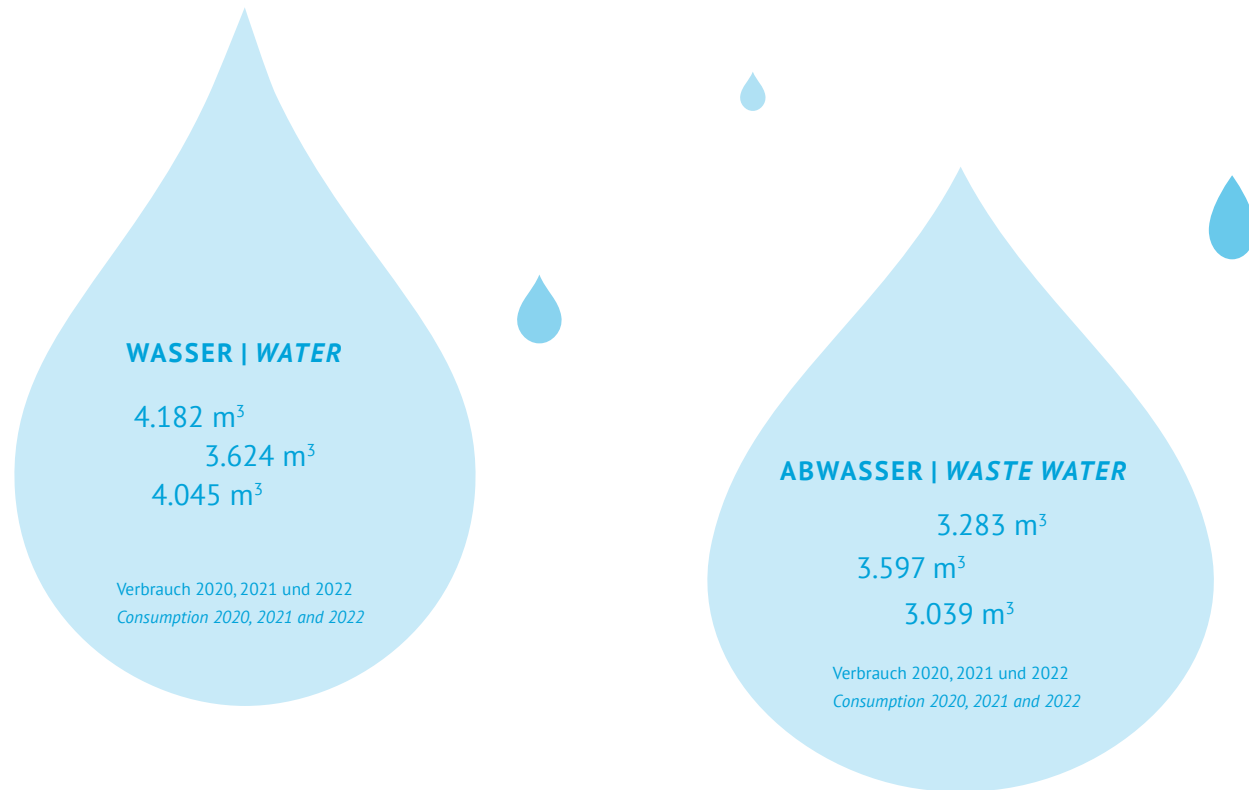 WASSER | WATER
4.182 m³
3.624 m³
4.045 m³
Verbrauch 2020, 2021 und 2022
Consumption 2020, 2021 and 2022
ABWASSER | WASTE WATER
3.283 m³
3.597 m³
3.039 m³
Verbrauch 2020, 2021 und 2022
Consumption 2020, 2021 and 2022